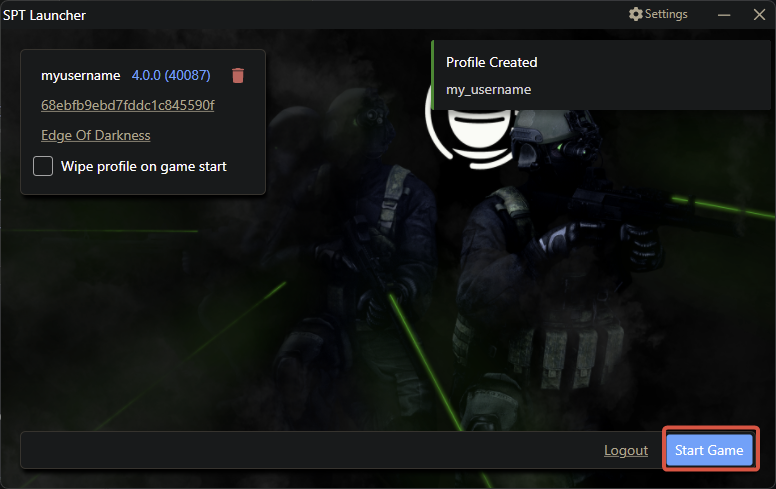 SPT Launcher
Settings
myusername 4.0.0 (40087)
68ebfb9ebd7fddc1c845590f
Edge Of Darkness
Wipe profile on game start
Profile Created
my_username
Logout
Start Game